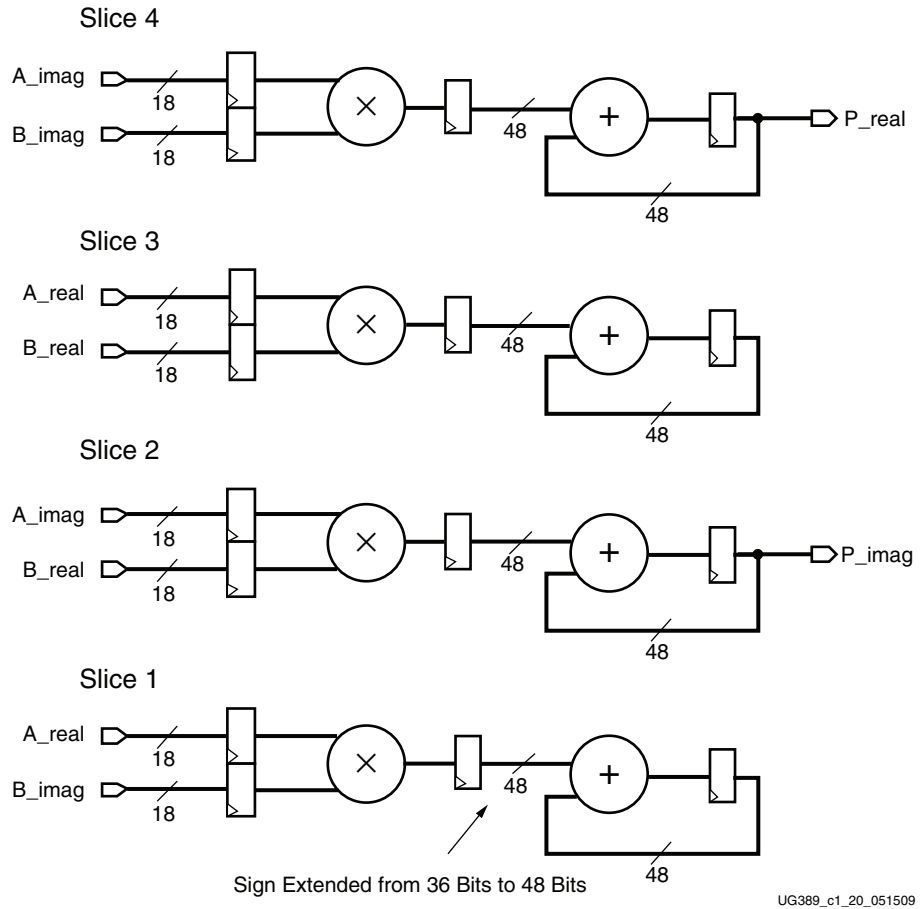 Slice 4
A_imag
18
B_imag
18
×
48
+
48
P_real
Slice 3
A_real
18
B_real
18
×
48
+
48
Slice 2
A_imag
18
B_real
18
×
48
+
48
P_imag
Slice 1
A_real
18
B_imag
18
×
48
+
48
Sign Extended from 36 Bits to 48 Bits
UG389_c1_20_051509